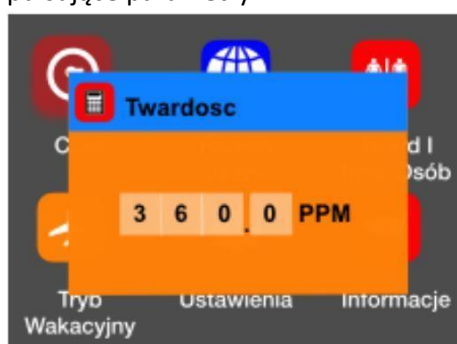 Twardosc
3 6 0 . 0 PPM
Osób
Tryb
Wakacyjny
Ustawienia
Informacje